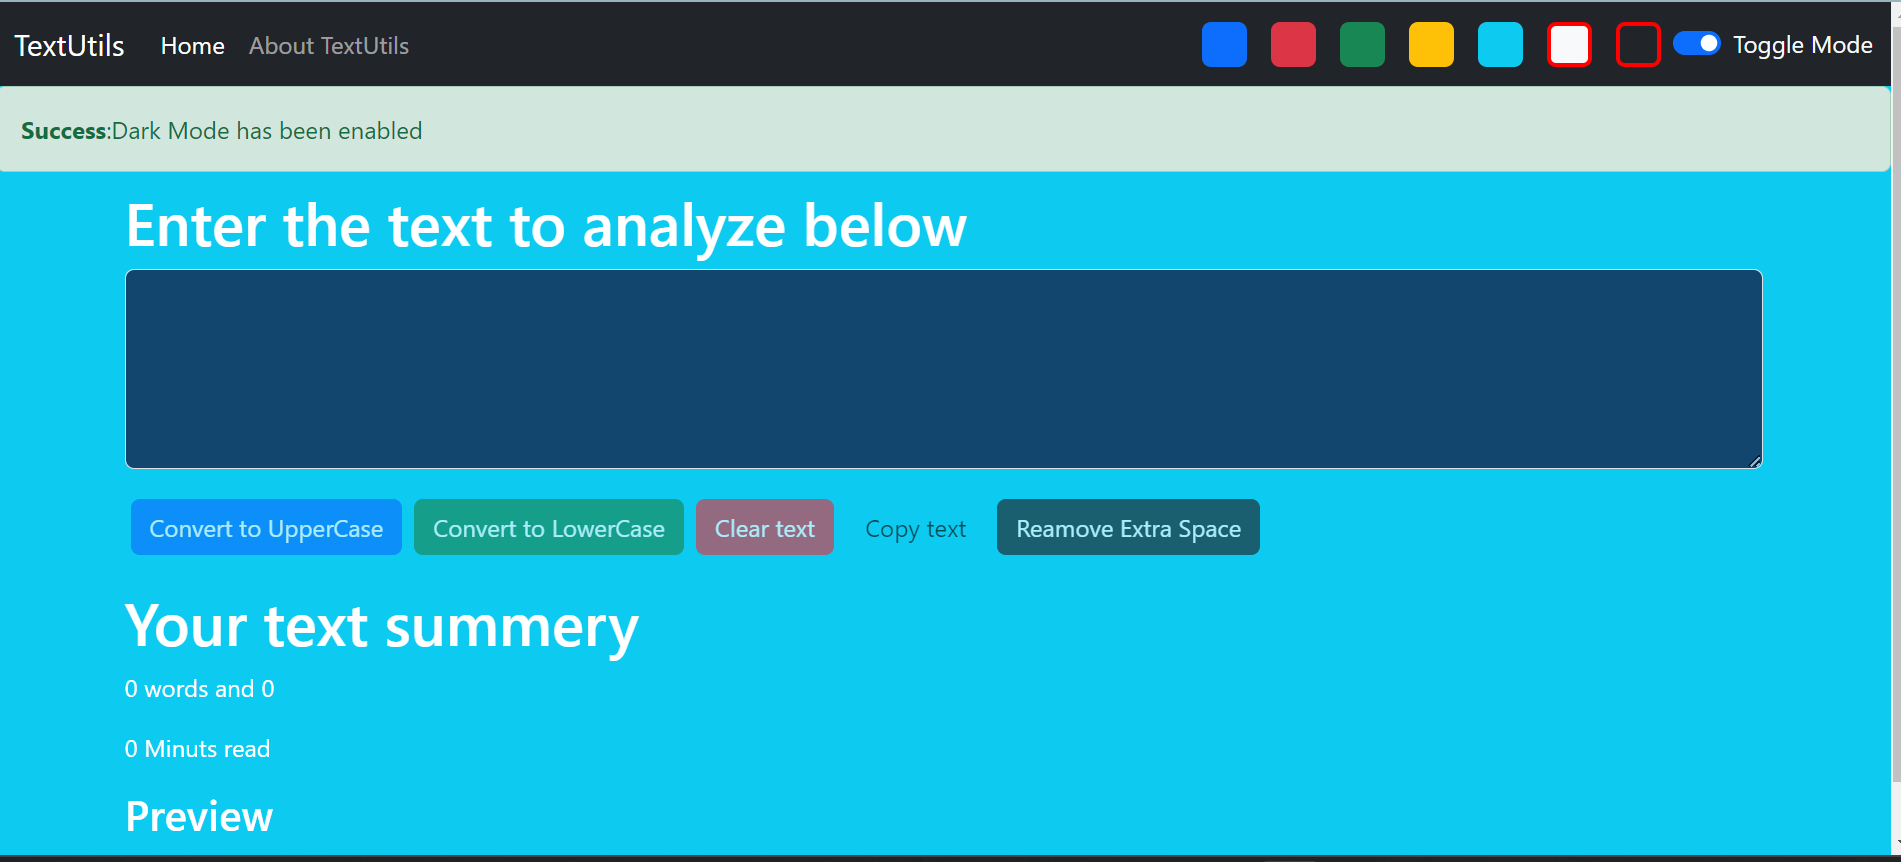 TextUtils Home About TextUtils Toggle Mode
Success:Dark Mode has been enabled
Enter the text to analyze below
Convert to UpperCase Convert to LowerCase Clear text Copy text Reamove Extra Space
Your text summery
0 words and 0
0 Minuts read
Preview